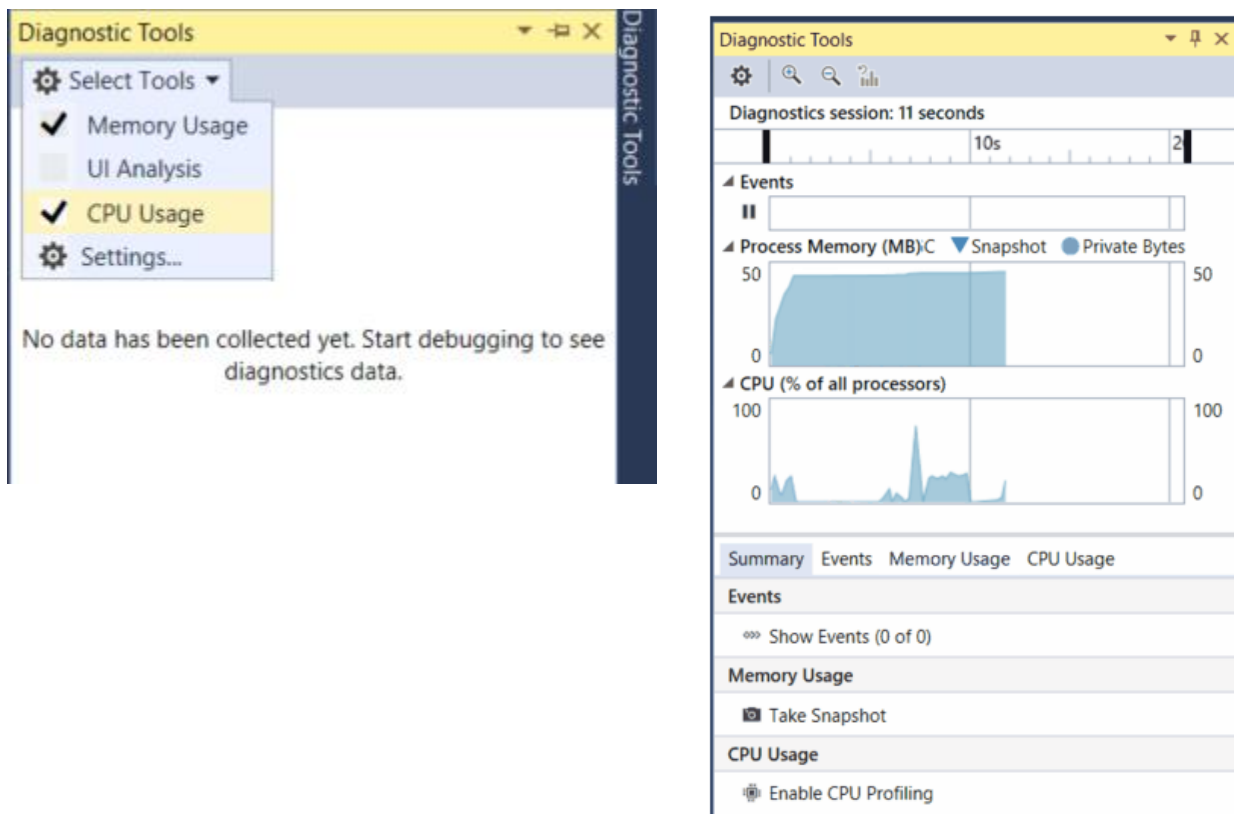 Diagnostic Tools
Select Tools
Memory Usage
UI Analysis
CPU Usage
Settings...
No data has been collected yet. Start debugging to see
diagnostics data.
Diagnostic Tools
Diagnostic Tools
Diagnostics session: 11 seconds
10s
2
Events
Process Memory (MB) C Snapshot Private Bytes
50 50
0 0
CPU (% of all processors)
100 100
0 0
Summary Events Memory Usage CPU Usage
Events
Show Events (0 of 0)
Memory Usage
Take Snapshot
CPU Usage
Enable CPU Profiling